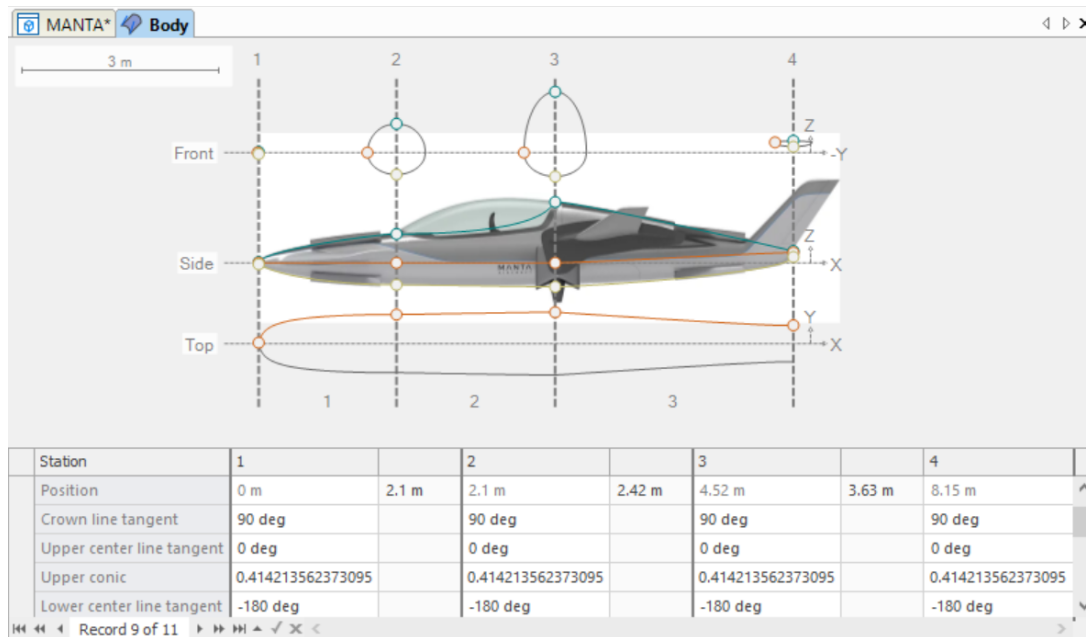 MANTA* Body
3 m
1 2 3 4
Z
Front -Y
Z
Side X
MANTA
Y
Top X
1 2 3
Station 1 2 3 4
Position 0 m 2.1 m 2.1 m 2.42 m 4.52 m 3.63 m 8.15 m
Crown line tangent 90 deg 90 deg 90 deg 90 deg
Upper center line tangent 0 deg 0 deg 0 deg 0 deg
Upper conic 0.414213562373095 0.414213562373095 0.414213562373095 0.414213562373095
Lower center line tangent -180 deg -180 deg -180 deg -180 deg
Record 9 of 11